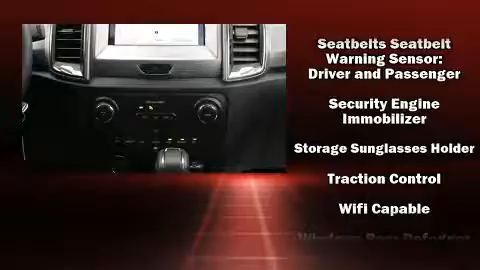 Seatbelts Seatbelt
Warning Sensor:
Driver and Passenger
Security Engine
Immobilizer
Storage Sunglasses Holder
Traction Control
Wifi Capable